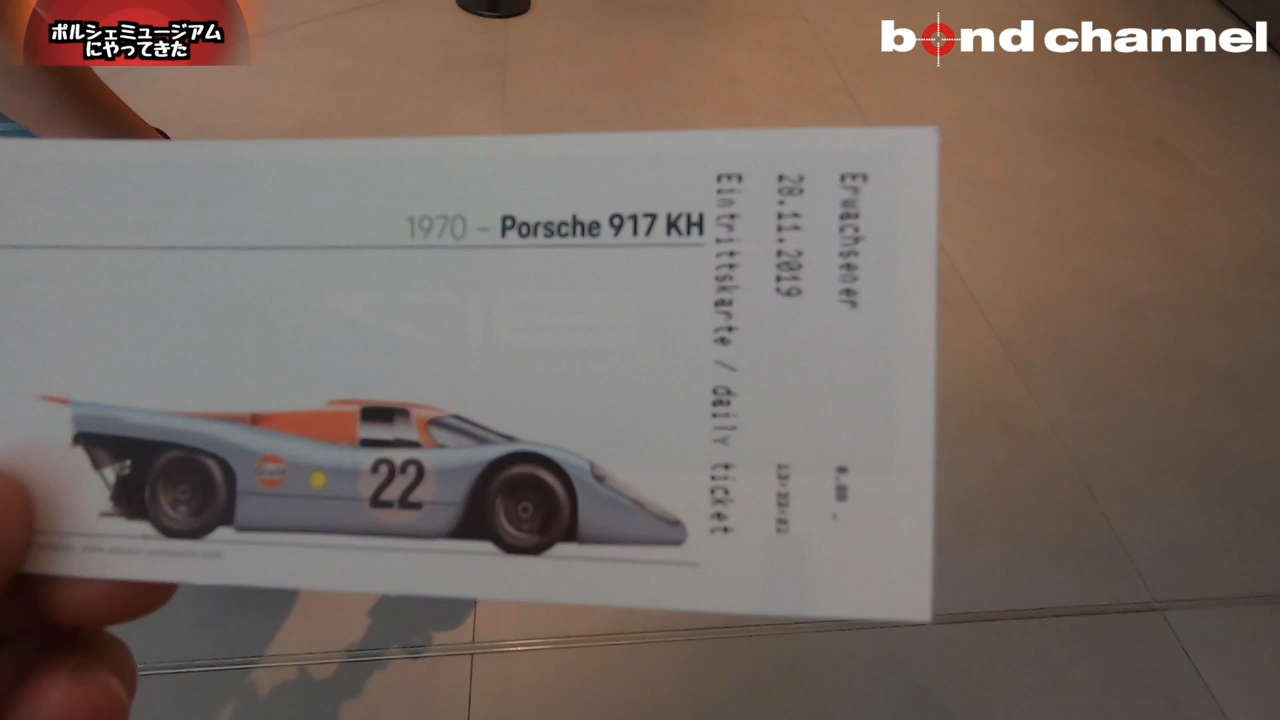 ポルシェミュージアム
にやってきた
bond channel
1970 – Porsche 917 KH
22
Erwachsener
28.11.2019
Eintrittskarte / daily ticket